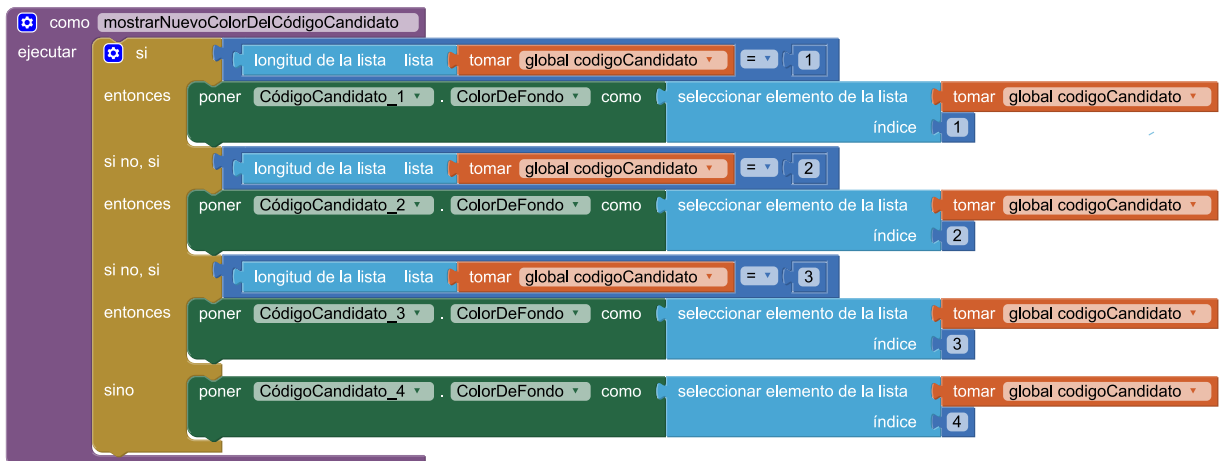 como mostrarNuevoColorDelCódigoCandidato
ejecutar si longitud de la lista lista tomar global codigoCandidato = 1
entonces poner CódigoCandidato_1 . ColorDeFondo como seleccionar elemento de la lista tomar global codigoCandidato
índice 1
si no, si longitud de la lista lista tomar global codigoCandidato = 2
entonces poner CódigoCandidato_2 . ColorDeFondo como seleccionar elemento de la lista tomar global codigoCandidato
índice 2
si no, si longitud de la lista lista tomar global codigoCandidato = 3
entonces poner CódigoCandidato_3 . ColorDeFondo como seleccionar elemento de la lista tomar global codigoCandidato
índice 3
sino poner CódigoCandidato_4 . ColorDeFondo como seleccionar elemento de la lista tomar global codigoCandidato
índice 4